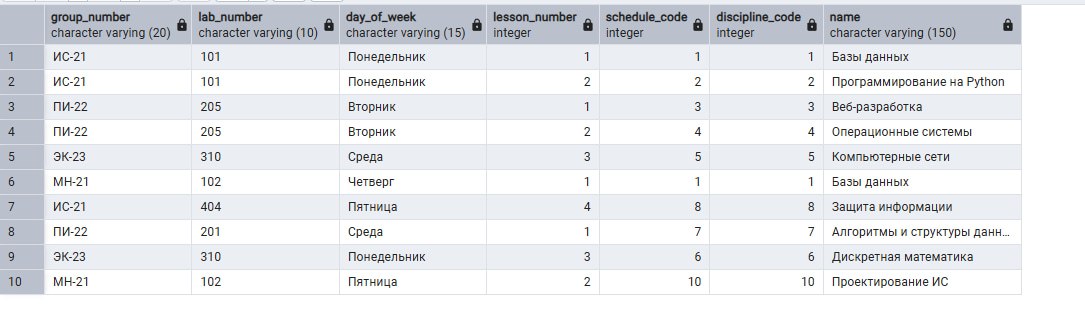 group_number lab_number day_of_week lesson_number schedule_code discipline_code name
character varying (20) character varying (10) character varying (15) integer integer integer character varying (150)
1 ИС-21 101 Понедельник 1 1 1 Базы данных
2 ИС-21 101 Понедельник 2 2 2 Программирование на Python
3 ПИ-22 205 Вторник 1 3 3 Веб-разработка
4 ПИ-22 205 Вторник 2 4 4 Операционные системы
5 ЭК-23 310 Среда 3 5 5 Компьютерные сети
6 МН-21 102 Четверг 1 1 1 Базы данных
7 ИС-21 404 Пятница 4 8 8 Защита информации
8 ПИ-22 201 Среда 1 7 7 Алгоритмы и структуры данн...
9 ЭК-23 310 Понедельник 3 6 6 Дискретная математика
10 МН-21 102 Пятница 2 10 10 Проектирование ИС